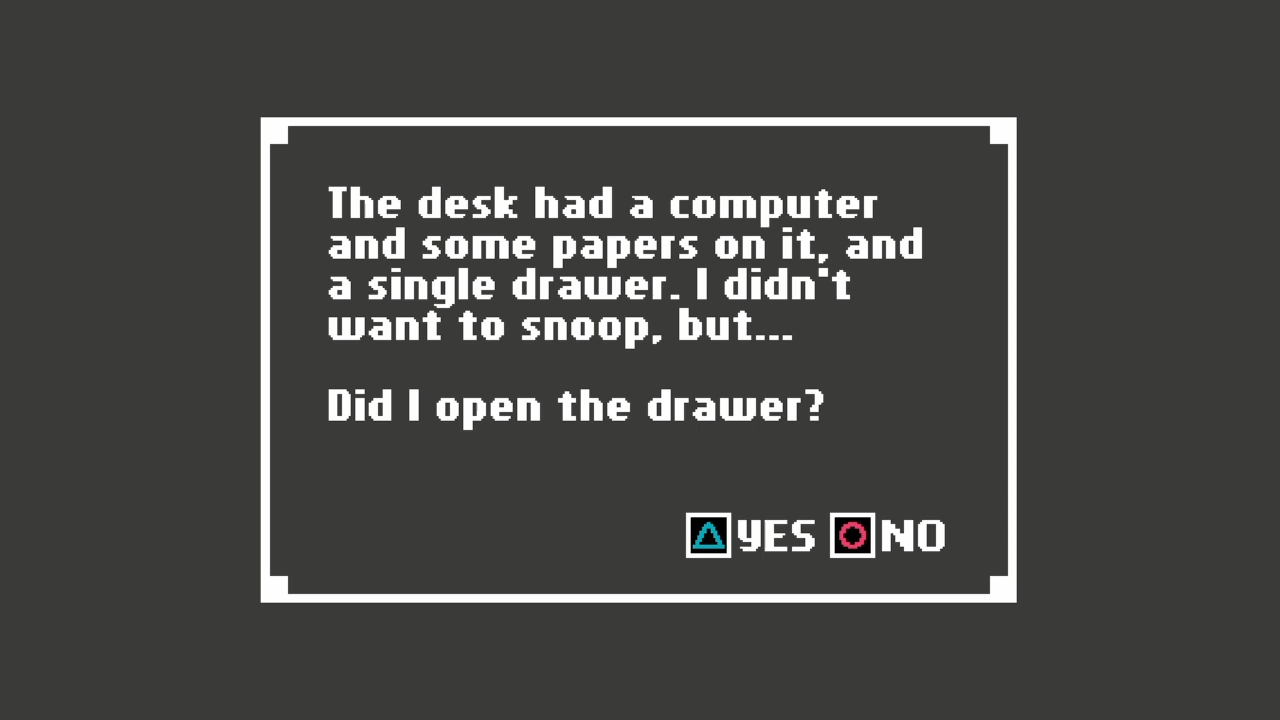 The desk had a computer
and some papers on it, and
a single drawer. I didn't
want to snoop, but...
Did I open the drawer?
YES NO